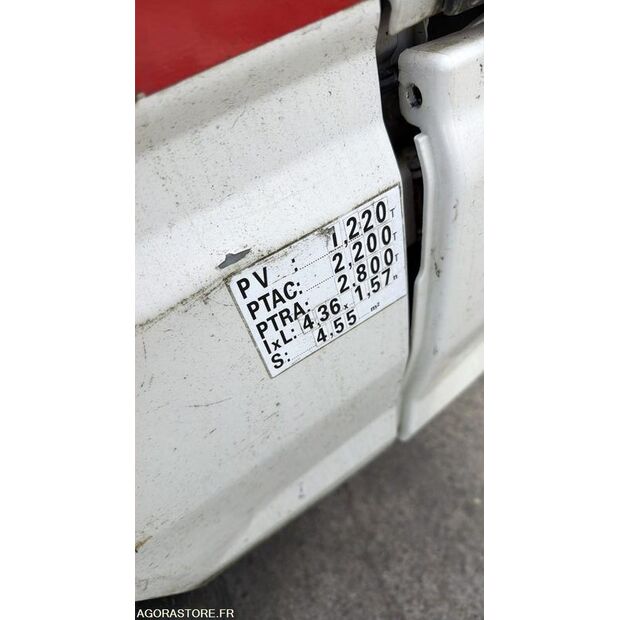 PV : 1,220 T
PTAC: 2,200 T
PTRA: 2,800 T
lxL: 4,36 x 1,57 m
S: 4,55 m²
AGORASTORE.FR